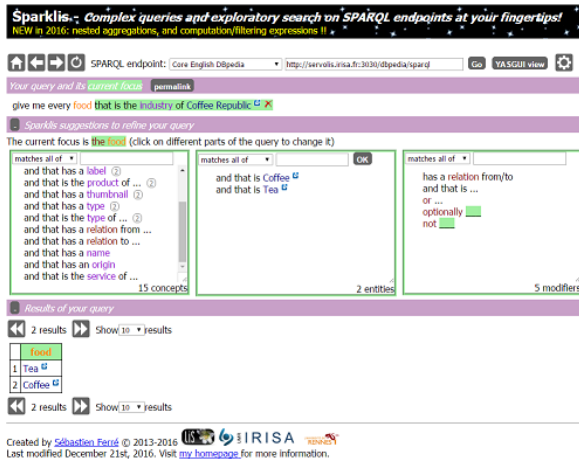 Sparklis - Complex queries and exploratory search on SPARQL endpoints at your fingertips!
NEW in 2016: nested aggregations, and computation/filtering expressions !!
SPARQL endpoint: Core English DBpedia http://servolis.irisa.fr:3030/dbpedia/sparql Go YASGUI view
Your query and its current focus permalink
give me every food that is the industry of Coffee Republic
Sparklis suggestions to refine your query
The current focus is the food (click on different parts of the query to change it)
matches all of
and that has a label (2)
and that is the product of ... (2)
and that has a thumbnail (2)
and that has a type (2)
and that is the type of ... (2)
and that has a relation from ...
and that has a relation to ...
and that has a name
and that has an origin
and that is the service of ...
15 concepts
matches all of OK
and that is Coffee
and that is Tea
2 entities
matches all of
has a relation from/to
and that is ...
or ...
optionally ___
not ___
5 modifiers
Results of your query
2 results Show 10 results
food
1 Tea
2 Coffee
2 results Show 10 results
Created by Sébastien Ferré © 2013-2016 LIS IRISA RENNES
Last modified December 21st, 2016. Visit my homepage for more information.